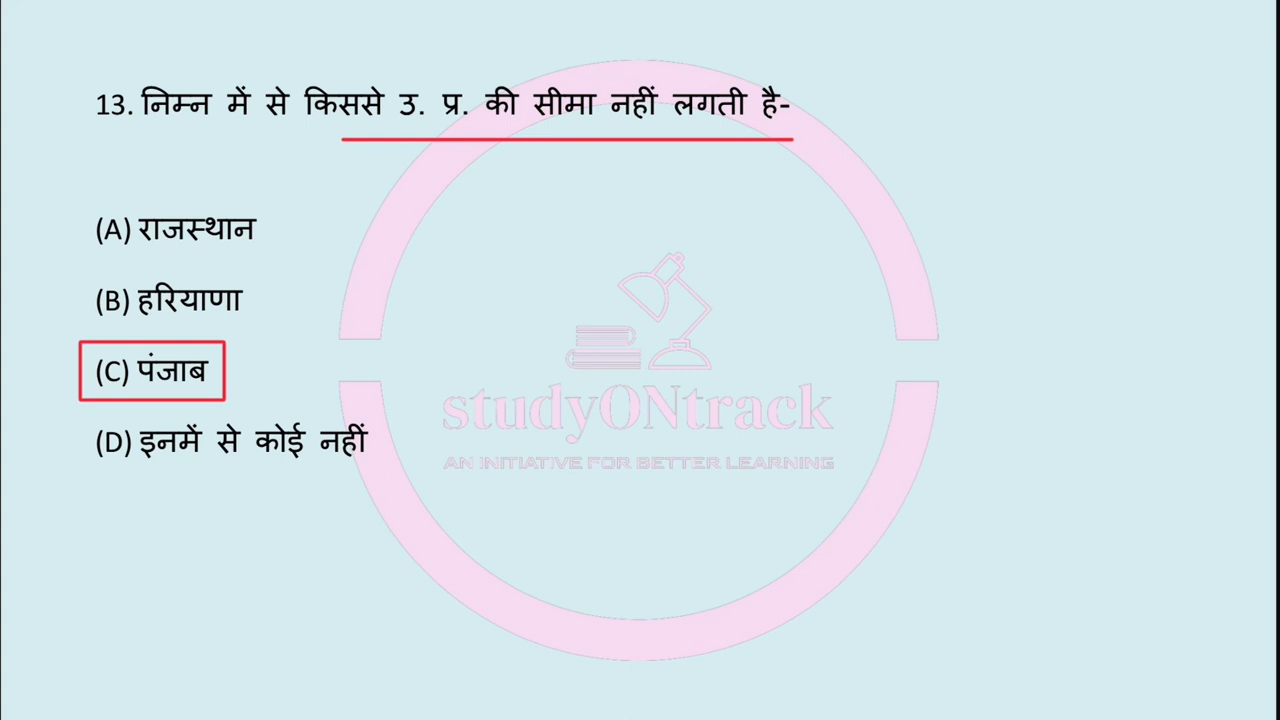 13. निम्न में से किससे उ. प्र. की सीमा नहीं लगती है-
(A) राजस्थान
(B) हरियाणा
(C) पंजाब
(D) इनमें से कोई नहीं
studyONtrack
AN INITIATIVE FOR BETTER LEARNING